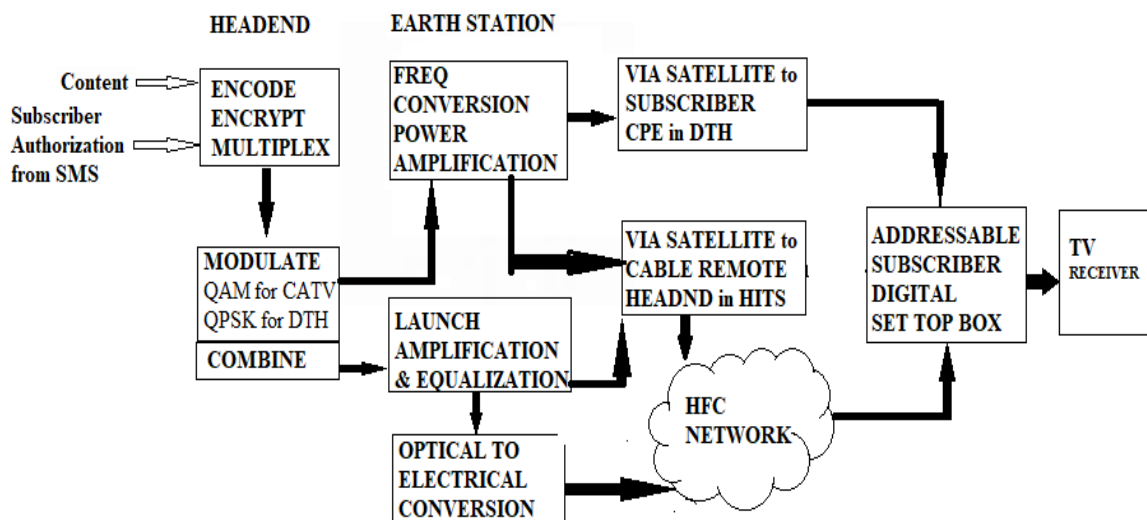 HEADEND
EARTH STATION
Content
Subscriber
Authorization
from SMS
ENCODE
ENCRYPT
MULTIPLEX
FREQ
CONVERSION
POWER
AMPLIFICATION
VIA SATELLITE to
SUBSCRIBER
CPE in DTH
MODULATE
QAM for CATV
QPSK for DTH
COMBINE
LAUNCH
AMPLIFICATION
& EQUALIZATION
VIA SATELLITE to
CABLE REMOTE
HEADND in HITS
ADDRESSABLE
SUBSCRIBER
DIGITAL
SET TOP BOX
TV
RECEIVER
HFC
NETWORK
OPTICAL TO
ELECTRICAL
CONVERSION